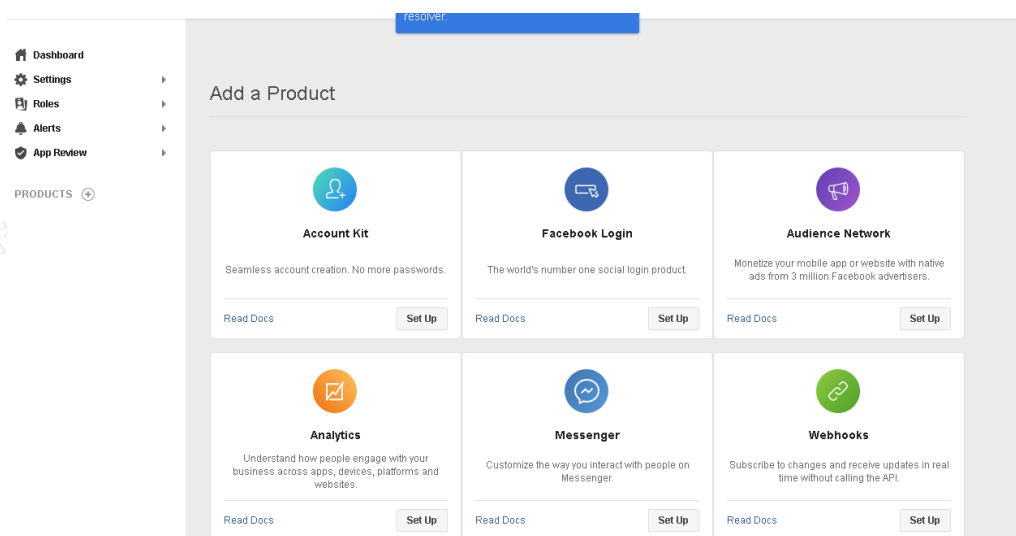 resolver.
Dashboard
Settings
Roles
Alerts
App Review
PRODUCTS
Add a Product
Account Kit
Seamless account creation. No more passwords.
Read Docs
Set Up
Facebook Login
The world's number one social login product.
Read Docs
Set Up
Audience Network
Monetize your mobile app or website with native
ads from 3 million Facebook advertisers.
Read Docs
Set Up
Analytics
Understand how people engage with your
business across apps, devices, platforms and
websites.
Read Docs
Set Up
Messenger
Customize the way you interact with people on
Messenger.
Read Docs
Set Up
Webhooks
Subscribe to changes and receive updates in real
time without calling the API.
Read Docs
Set Up